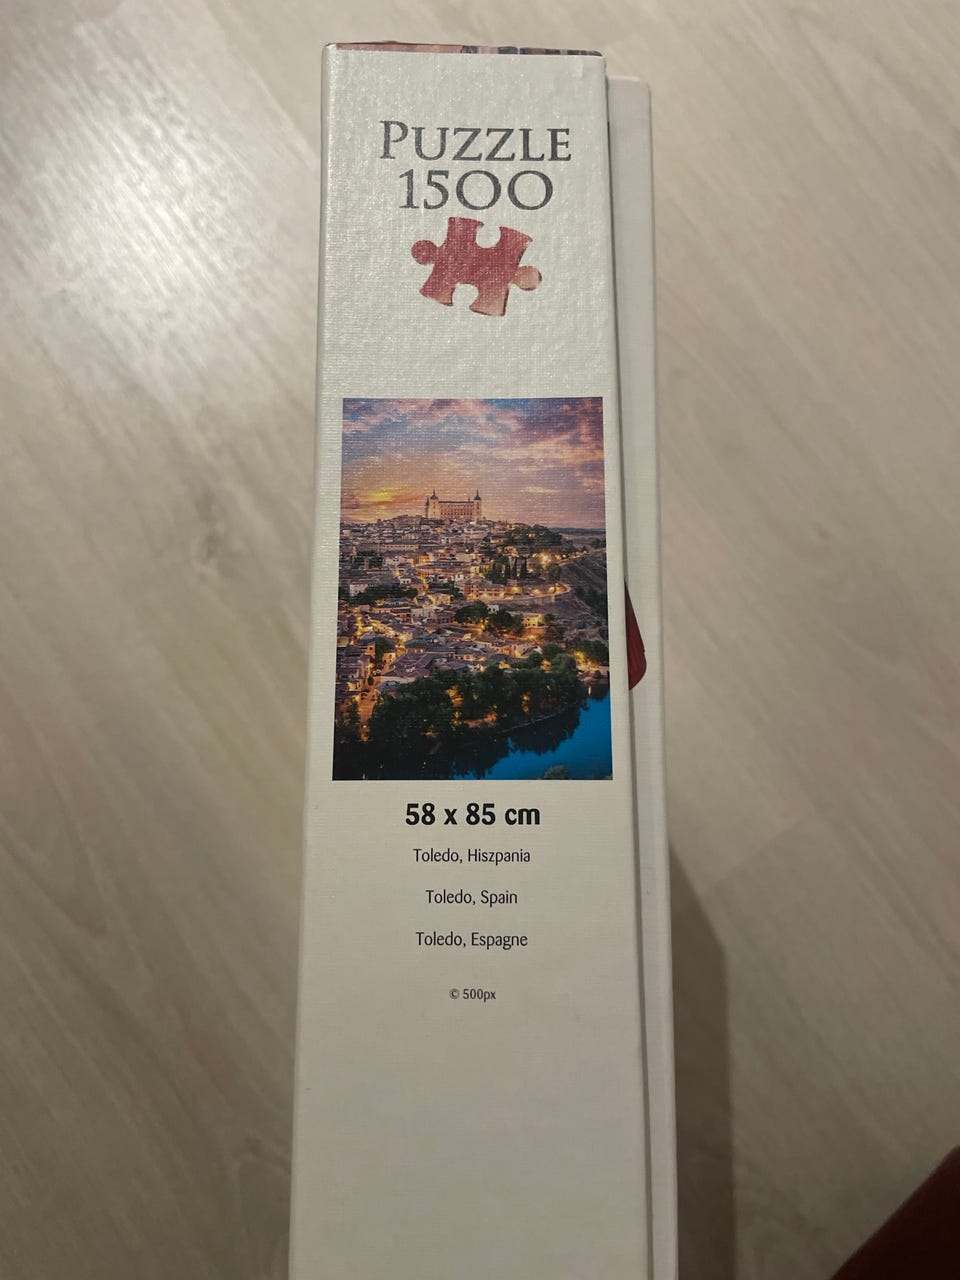 PUZZLE
1500
58 x 85 cm
Toledo, Hiszpania
Toledo, Spain
Toledo, Espagne
© 500px